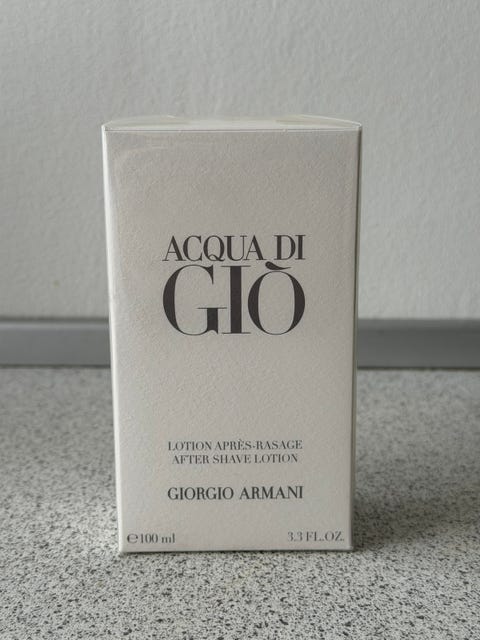 ACQUA DI
GIÒ
LOTION APRÈS-RASAGE
AFTER SHAVE LOTION
GIORGIO ARMANI
℮100 ml 3.3 FL.OZ.